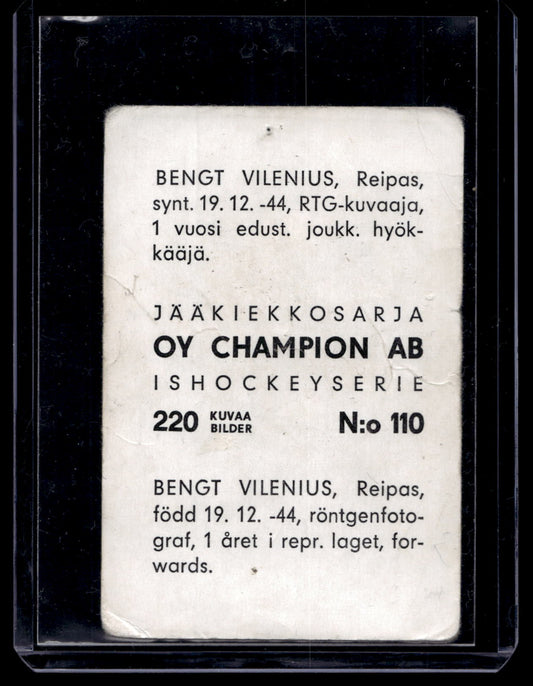 BENGT VILENIUS, Reipas,
synt. 19. 12. -44, RTG-kuvaaja,
1 vuosi edust. joukk. hyök-
kääjä.
JÄÄKIEKKOSARJA
OY CHAMPION AB
ISHOCKEYSERIE
220 KUVAA BILDER N:o 110
BENGT VILENIUS, Reipas,
född 19. 12. -44, röntgenfoto-
graf, 1 året i repr. laget, for-
wards.